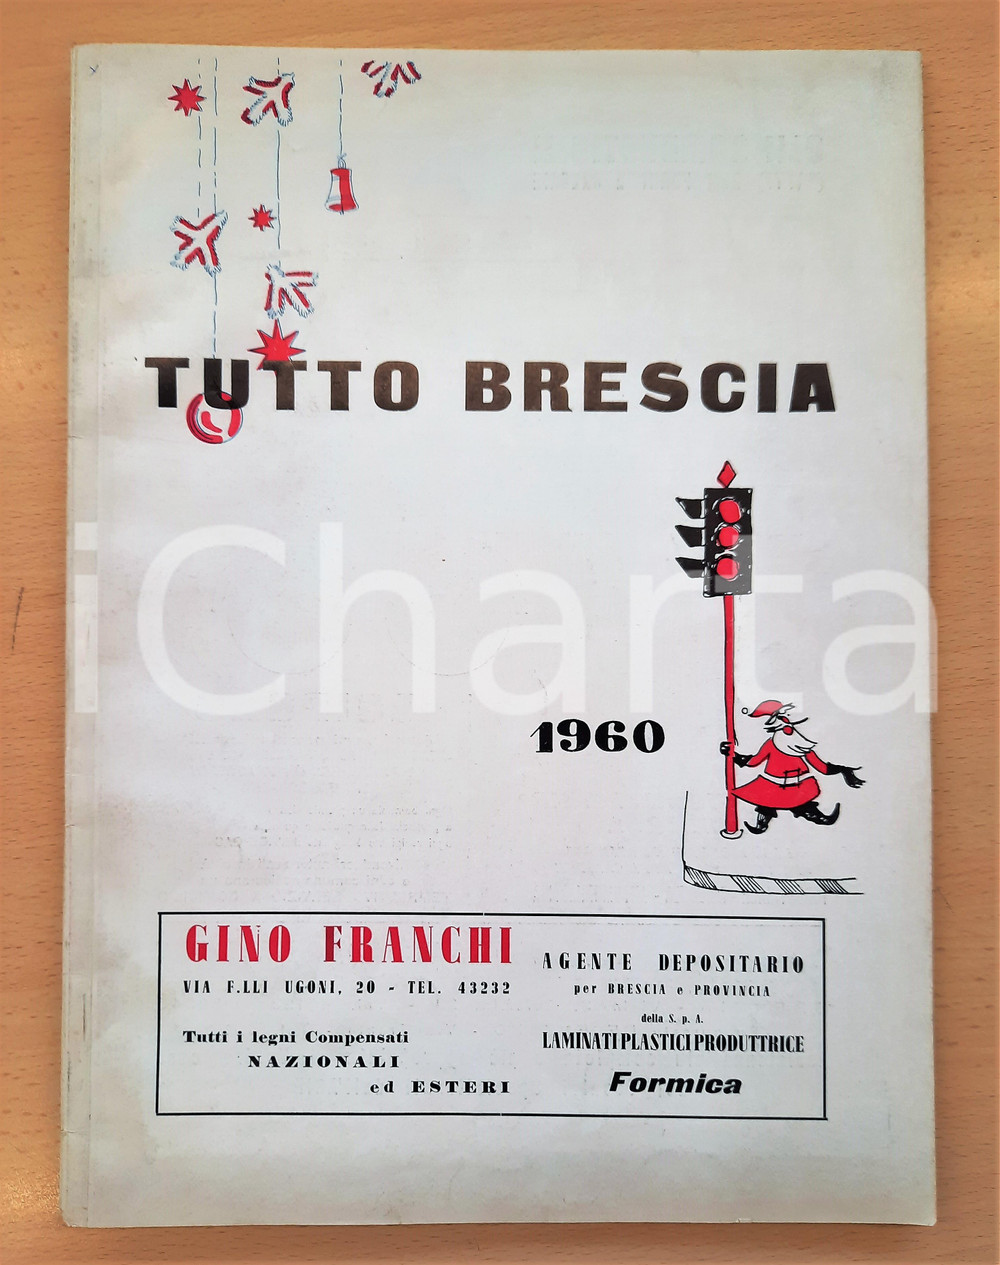 TUTTO BRESCIA
iCharta
1960
GINO FRANCHI
VIA F.LLI UGONI, 20 - TEL. 43232
Tutti i legni Compensati
NAZIONALI
ed ESTERI
AGENTE DEPOSITARIO
per BRESCIA e PROVINCIA
della S. p. A.
LAMINATI PLASTICI PRODUTTRICE
Formica